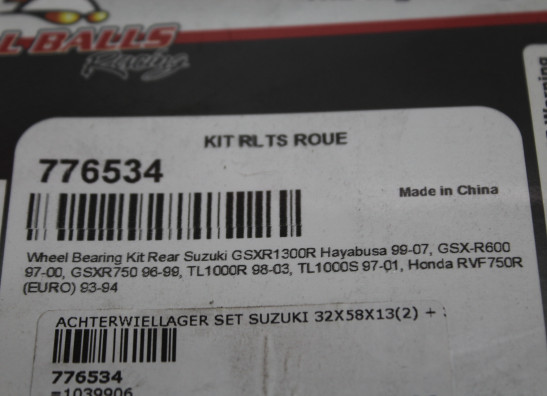 L BALLS
Racing
Warning
KIT RLTS ROUE
776534
Made in China
Wheel Bearing Kit Rear Suzuki GSXR1300R Hayabusa 99-07, GSX-R600
97-00, GSXR750 96-99, TL1000R 98-03, TL1000S 97-01, Honda RVF750R
(EURO) 93-94
ACHTERWIELLAGER SET SUZUKI 32X58X13(2) +
776534
=1039906